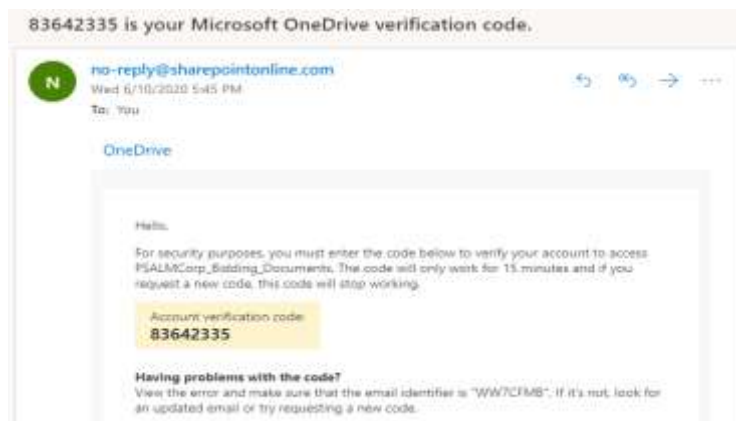 83642335 is your Microsoft OneDrive verification code.
N
no-reply@sharepointonline.com
Wed 6/10/2020 5:45 PM
To: You
OneDrive
Hello,
For security purposes, you must enter the code below to verify your account to access
PSALMCorp_Bidding_Documents. The code will only work for 15 minutes and if you
request a new code, this code will stop working.
Account verification code:
83642335
Having problems with the code?
View the error and make sure that the email identifier is "WW7CFMB". If it's not, look for
an updated email or try requesting a new code.